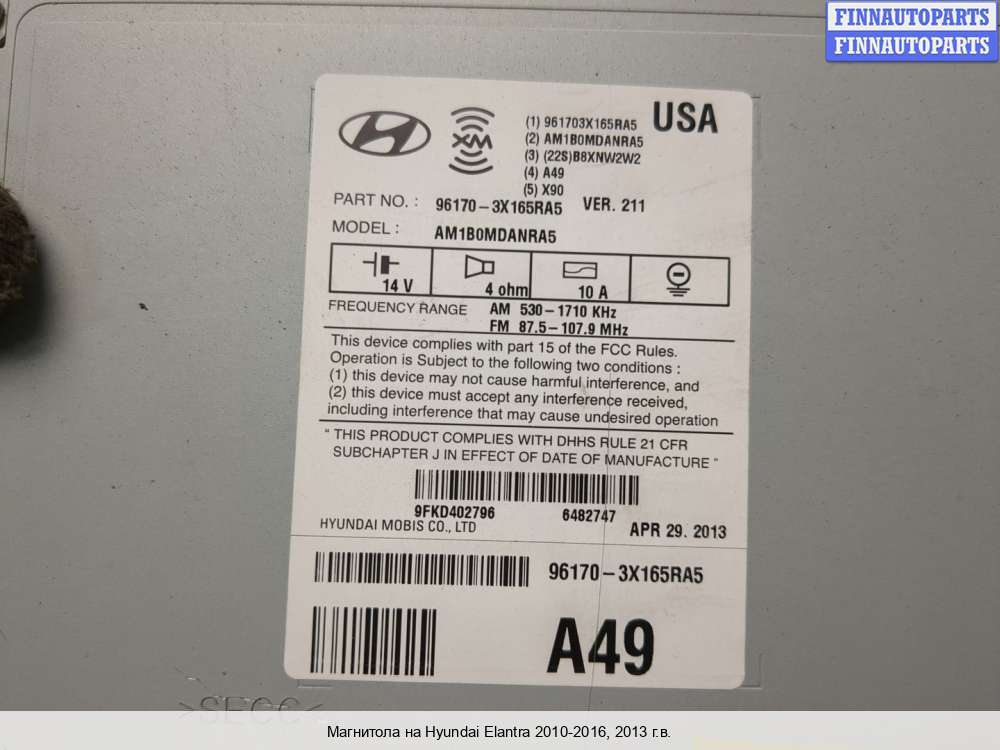 FINNAUTOPARTS
FINNAUTOPARTS
XM
USA
(1) 961703X165RA5
(2) AM1B0MDANRA5
(3) (22S)B8XNW2W2
(4) A49
(5) X90
PART NO. : 96170-3X165RA5 VER. 211
MODEL : AM1B0MDANRA5
14 V 4 ohm 10 A
FREQUENCY RANGE AM 530-1710 KHz
FM 87.5-107.9 MHz
This device complies with part 15 of the FCC Rules.
Operation is Subject to the following two conditions :
(1) this device may not cause harmful interference, and
(2) this device must accept any interference received,
including interference that may cause undesired operation
" THIS PRODUCT COMPLIES WITH DHHS RULE 21 CFR
SUBCHAPTER J IN EFFECT OF DATE OF MANUFACTURE "
9FKD402796 6482747
HYUNDAI MOBIS CO., LTD APR 29. 2013
96170-3X165RA5
A49
>SECC<
Магнитола на Hyundai Elantra 2010-2016, 2013 г.в.